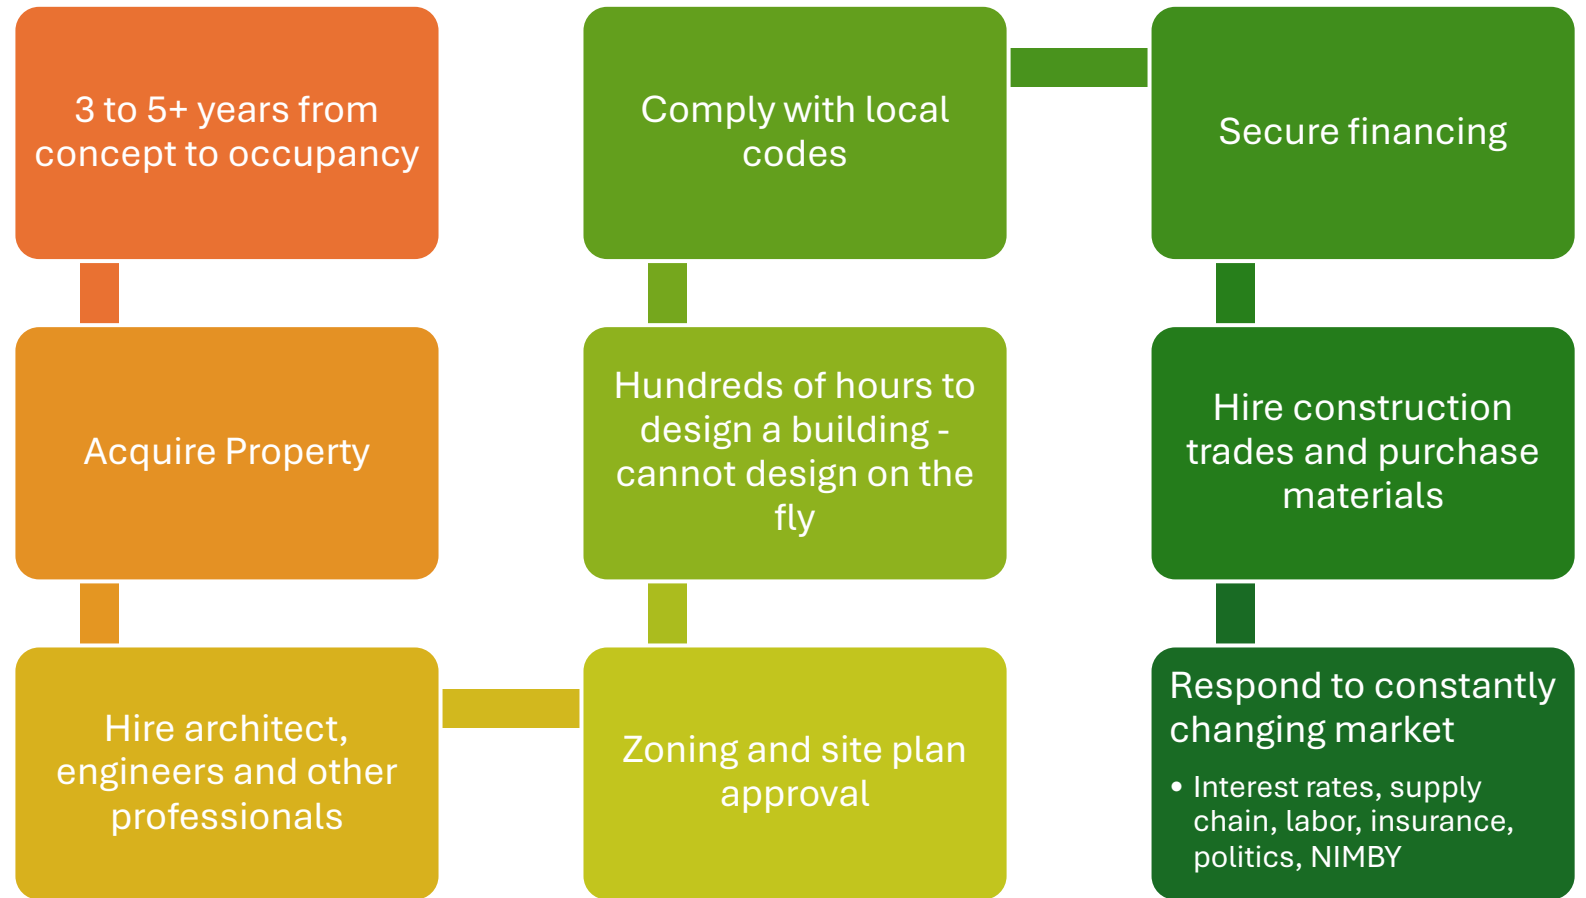 3 to 5+ years from
concept to occupancy
Acquire Property
Hire architect,
engineers and other
professionals
Zoning and site plan
approval
Hundreds of hours to
design a building -
cannot design on the
fly
Comply with local
codes
Secure financing
Hire construction
trades and purchase
materials
Respond to constantly
changing market
• Interest rates, supply
chain, labor, insurance,
politics, NIMBY